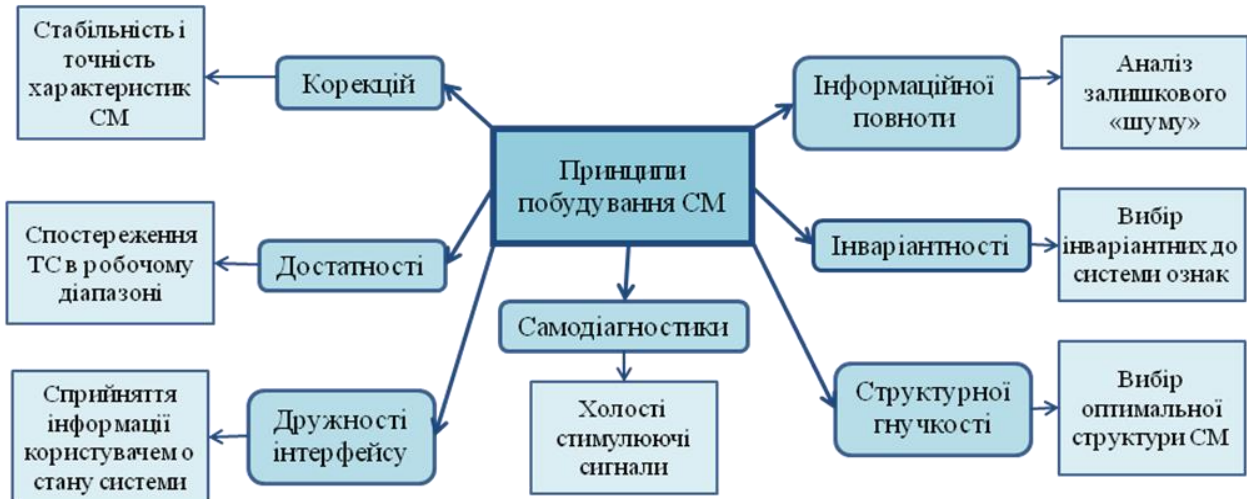 Стабільність і
точність
характеристик
СМ
Корекцій
Інформаційної
повноти
Аналіз
залишкового
«шуму»
Принципи
побудування СМ
Спостереження
ТС в робочому
діапазоні
Достатності
Інваріантності
Вибір
інваріантних до
системи ознак
Самодіагностики
Сприйняття
інформації
користувачем о
стану системи
Дружності
інтерфейсу
Холості
стимулюючі
сигнали
Структурної
гнучкості
Вибір
оптимальної
структури СМ